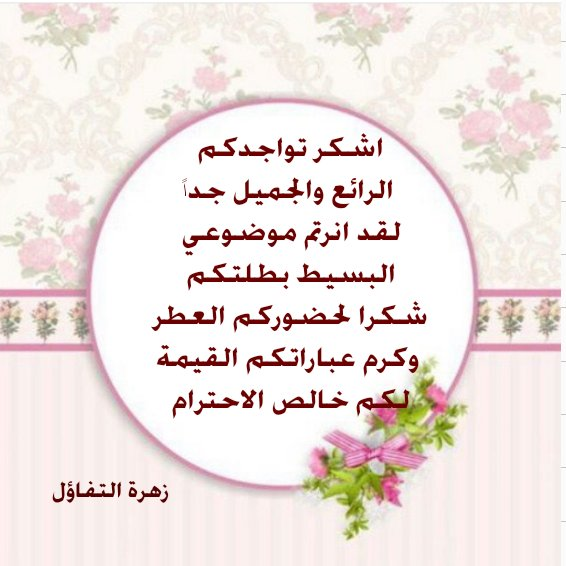 اشكر تواجدكم
الرائع والجميل جداً
لقد انرتم موضوعي
البسيط بطلتكم
شكرا لحضوركم العطر
وكرم عباراتكم القيمة
لكم خالص الاحترام
زهرة التفاؤل